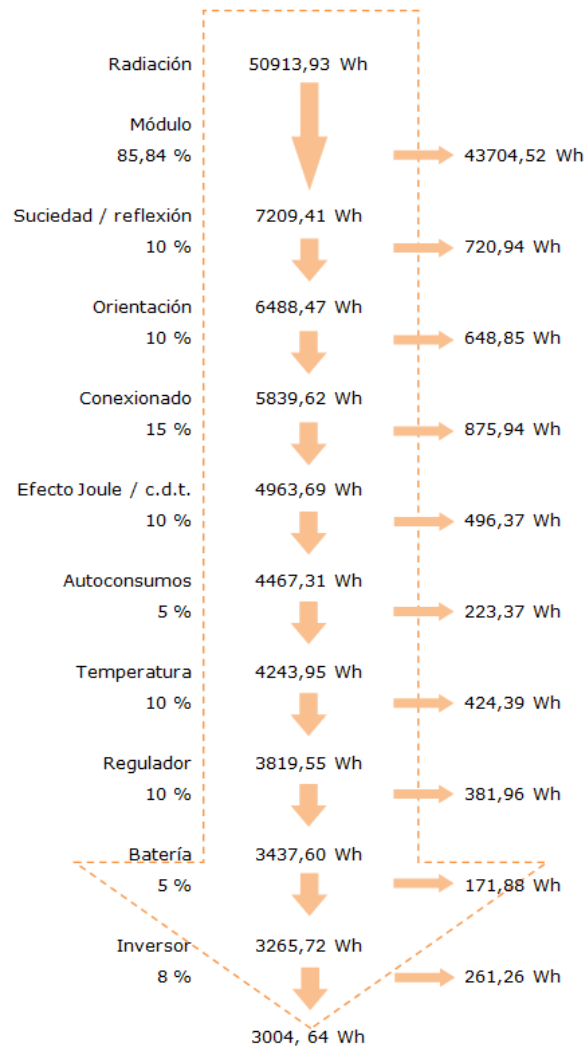 Radiación 50913,93 Wh
Módulo
85,84 % 43704,52 Wh
Suciedad / reflexión 7209,41 Wh
10 % 720,94 Wh
Orientación 6488,47 Wh
10 % 648,85 Wh
Conexionado 5839,62 Wh
15 % 875,94 Wh
Efecto Joule / c.d.t. 4963,69 Wh
10 % 496,37 Wh
Autoconsumos 4467,31 Wh
5 % 223,37 Wh
Temperatura 4243,95 Wh
10 % 424,39 Wh
Regulador 3819,55 Wh
10 % 381,96 Wh
Batería 3437,60 Wh
5 % 171,88 Wh
Inversor 3265,72 Wh
8 % 261,26 Wh
3004, 64 Wh